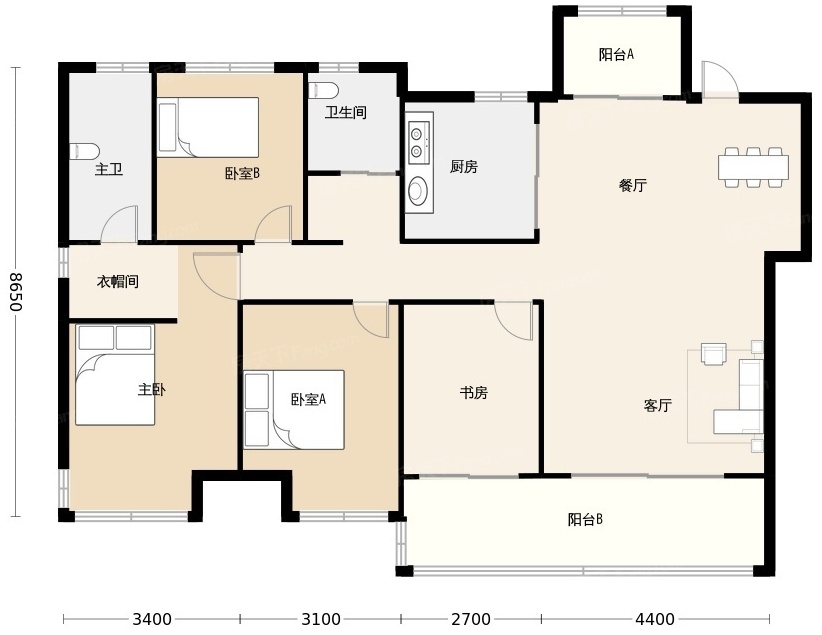 阳台A
卫生间
主卫
卧室B
厨房
餐厅
衣帽间
8650
主卧
卧室A
书房
客厅
阳台B
3400
3100
2700
4400